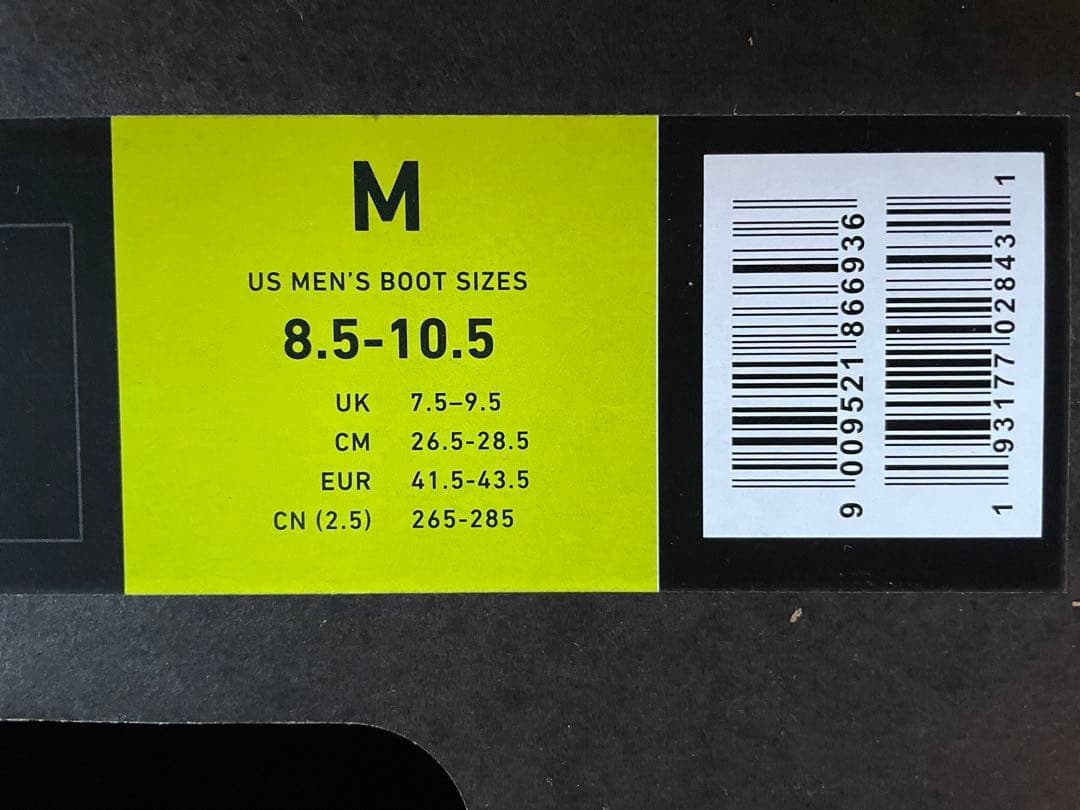 M
US MEN'S BOOT SIZES
8.5-10.5
UK 7.5–9.5
CM 26.5-28.5
EUR 41.5-43.5
CN (2.5) 265-285
9 009521 866936
1 93177 02843 1